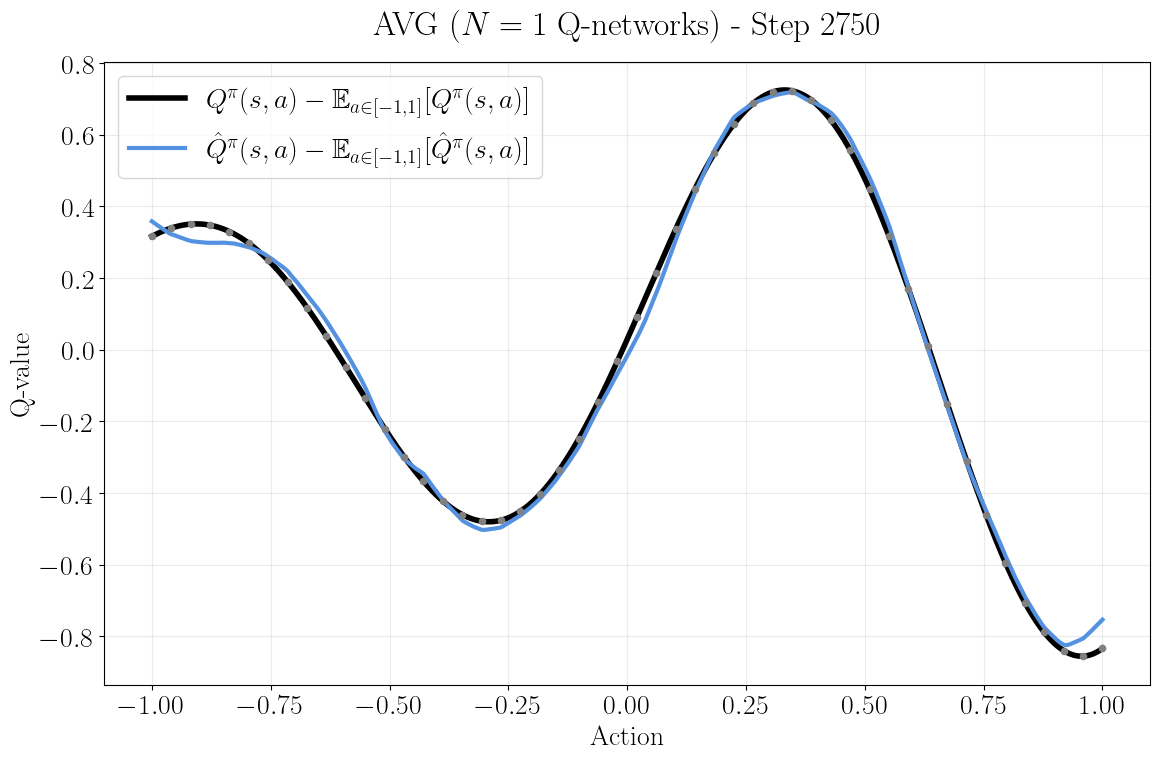 AVG (N = 1 Q-networks) - Step 2750
Q^π(s, a) − 𝔼_{a∈[−1,1]}[Q^π(s, a)]
Q̂^π(s, a) − 𝔼_{a∈[−1,1]}[Q̂^π(s, a)]
Q-value
0.8
0.6
0.4
0.2
0.0
−0.2
−0.4
−0.6
−0.8
−1.00 −0.75 −0.50 −0.25 0.00 0.25 0.50 0.75 1.00
Action